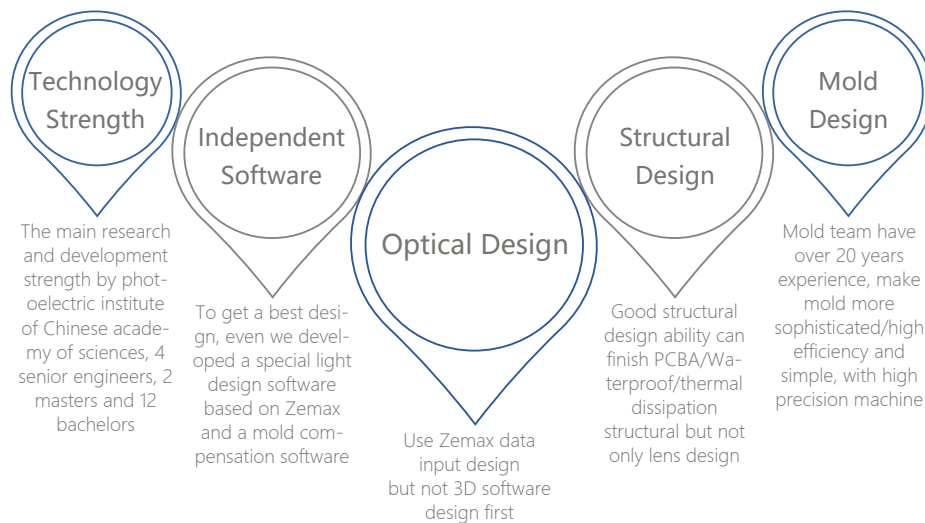 Technology
Strength
The main research
and development
strength by phot-
oelectric institute
of Chinese acade-
my of sciences, 4
senior engineers, 2
masters and 12
bachelors
Independent
Software
To get a best desi-
gn, even we devel-
oped a special light
design software
based on Zemax
and a mold com-
pensation software
Optical Design
Use Zemax data
input design
but not 3D software
design first
Structural
Design
Good structural
design ability can
finish PCBA/Wa-
terproof/thermal
dissipation
structural but not
only lens design
Mold
Design
Mold team have
over 20 years
experience, make
mold more
sophisticated/high
efficiency and
simple, with high
precision machine